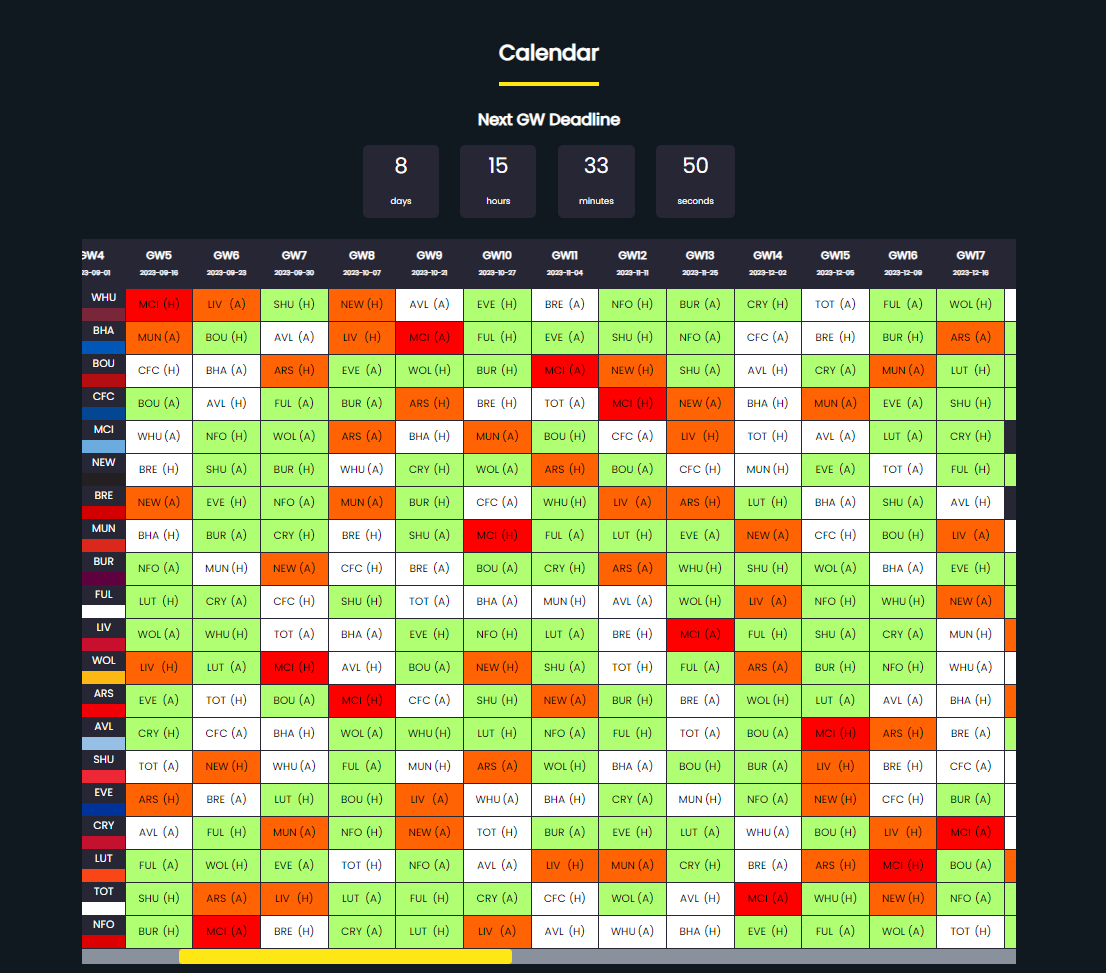 Calendar
Next GW Deadline
8 15 33 50
days hours minutes seconds
GW4 GW5 GW6 GW7 GW8 GW9 GW10 GW11 GW12 GW13 GW14 GW15 GW16 GW17
3-09-01 2023-09-16 2023-09-23 2023-09-30 2023-10-07 2023-10-21 2023-10-27 2023-11-04 2023-11-11 2023-11-25 2023-12-02 2023-12-05 2023-12-09 2023-12-16
WHU MCI (H) LIV (A) SHU (H) NEW (H) AVL (A) EVE (H) BRE (A) NFO (H) BUR (A) CRY (H) TOT (A) FUL (A) WOL (H)
BHA MUN (A) BOU (H) AVL (A) LIV (H) MCI (A) FUL (H) EVE (A) SHU (H) NFO (A) CFC (A) BRE (H) BUR (H) ARS (A)
BOU CFC (H) BHA (A) ARS (H) EVE (A) WOL (H) BUR (H) MCI (A) NEW (H) SHU (A) AVL (H) CRY (A) MUN (A) LUT (H)
CFC BOU (A) AVL (H) FUL (A) BUR (A) ARS (H) BRE (H) TOT (A) MCI (H) NEW (A) BHA (H) MUN (A) EVE (A) SHU (H)
MCI WHU (A) NFO (H) WOL (A) ARS (A) BHA (H) MUN (A) BOU (H) CFC (A) LIV (H) TOT (H) AVL (A) LUT (A) CRY (H)
NEW BRE (H) SHU (A) BUR (H) WHU (A) CRY (H) WOL (A) ARS (H) BOU (A) CFC (H) MUN (H) EVE (A) TOT (A) FUL (H)
BRE NEW (A) EVE (H) NFO (A) MUN (A) BUR (H) CFC (A) WHU (H) LIV (A) ARS (H) LUT (H) BHA (A) SHU (A) AVL (H)
MUN BHA (H) BUR (A) CRY (H) BRE (H) SHU (A) MCI (H) FUL (A) LUT (H) EVE (A) NEW (A) CFC (H) BOU (H) LIV (A)
BUR NFO (A) MUN (H) NEW (A) CFC (H) BRE (A) BOU (A) CRY (H) ARS (A) WHU (H) SHU (H) WOL (A) BHA (A) EVE (H)
FUL LUT (H) CRY (A) CFC (H) SHU (H) TOT (A) BHA (A) MUN (H) AVL (A) WOL (H) LIV (A) NFO (H) WHU (H) NEW (A)
LIV WOL (A) WHU (H) TOT (A) BHA (A) EVE (H) NFO (H) LUT (A) BRE (H) MCI (A) FUL (H) SHU (A) CRY (A) MUN (H)
WOL LIV (H) LUT (A) MCI (H) AVL (H) BOU (A) NEW (H) SHU (A) TOT (H) FUL (A) ARS (A) BUR (H) NFO (H) WHU (A)
ARS EVE (A) TOT (H) BOU (A) MCI (H) CFC (A) SHU (H) NEW (A) BUR (H) BRE (A) WOL (H) LUT (A) AVL (A) BHA (H)
AVL CRY (H) CFC (A) BHA (H) WOL (A) WHU (H) LUT (H) NFO (A) FUL (H) TOT (A) BOU (A) MCI (H) ARS (H) BRE (A)
SHU TOT (A) NEW (H) WHU (A) FUL (A) MUN (H) ARS (A) WOL (H) BHA (A) BOU (H) BUR (A) LIV (H) BRE (H) CFC (A)
EVE ARS (H) BRE (A) LUT (H) BOU (H) LIV (A) WHU (A) BHA (H) CRY (A) MUN (H) NFO (A) NEW (H) CFC (H) BUR (A)
CRY AVL (A) FUL (H) MUN (A) NFO (H) NEW (A) TOT (H) BUR (A) EVE (H) LUT (A) WHU (A) BOU (H) LIV (H) MCI (A)
LUT FUL (A) WOL (H) EVE (A) TOT (H) NFO (A) AVL (A) LIV (H) MUN (A) CRY (H) BRE (A) ARS (H) MCI (H) BOU (A)
TOT SHU (H) ARS (A) LIV (H) LUT (A) FUL (H) CRY (A) CFC (H) WOL (A) AVL (H) MCI (A) WHU (H) NEW (H) NFO (A)
NFO BUR (H) MCI (A) BRE (H) CRY (A) LUT (H) LIV (A) AVL (H) WHU (A) BHA (H) EVE (H) FUL (A) WOL (A) TOT (H)